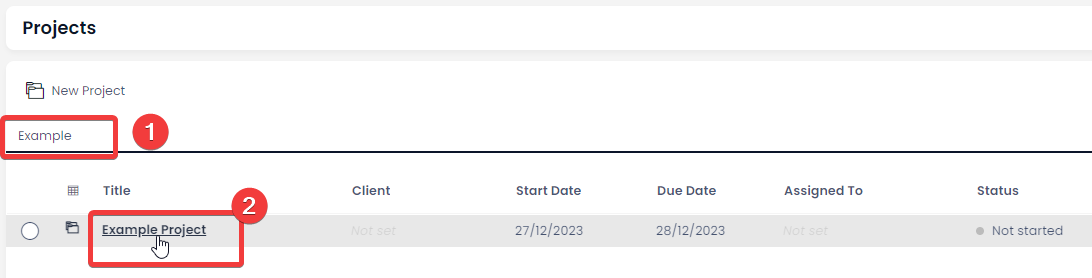 Projects
New Project
Example 1
Title Client Start Date Due Date Assigned To Status
2
Example Project Not set 27/12/2023 28/12/2023 Not set Not started